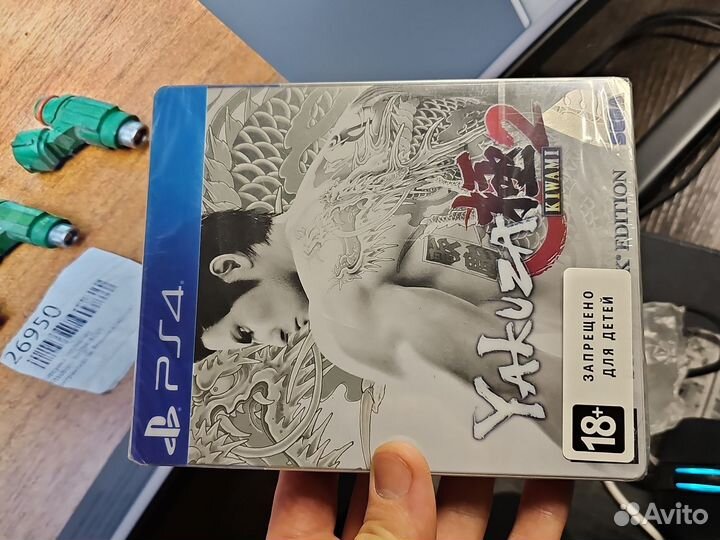 PS4
YAKUZA
極2
KIWAMI
SEGA
K® EDITION
18+
ЗАПРЕЩЕНО
ДЛЯ ДЕТЕЙ
26950
Avito